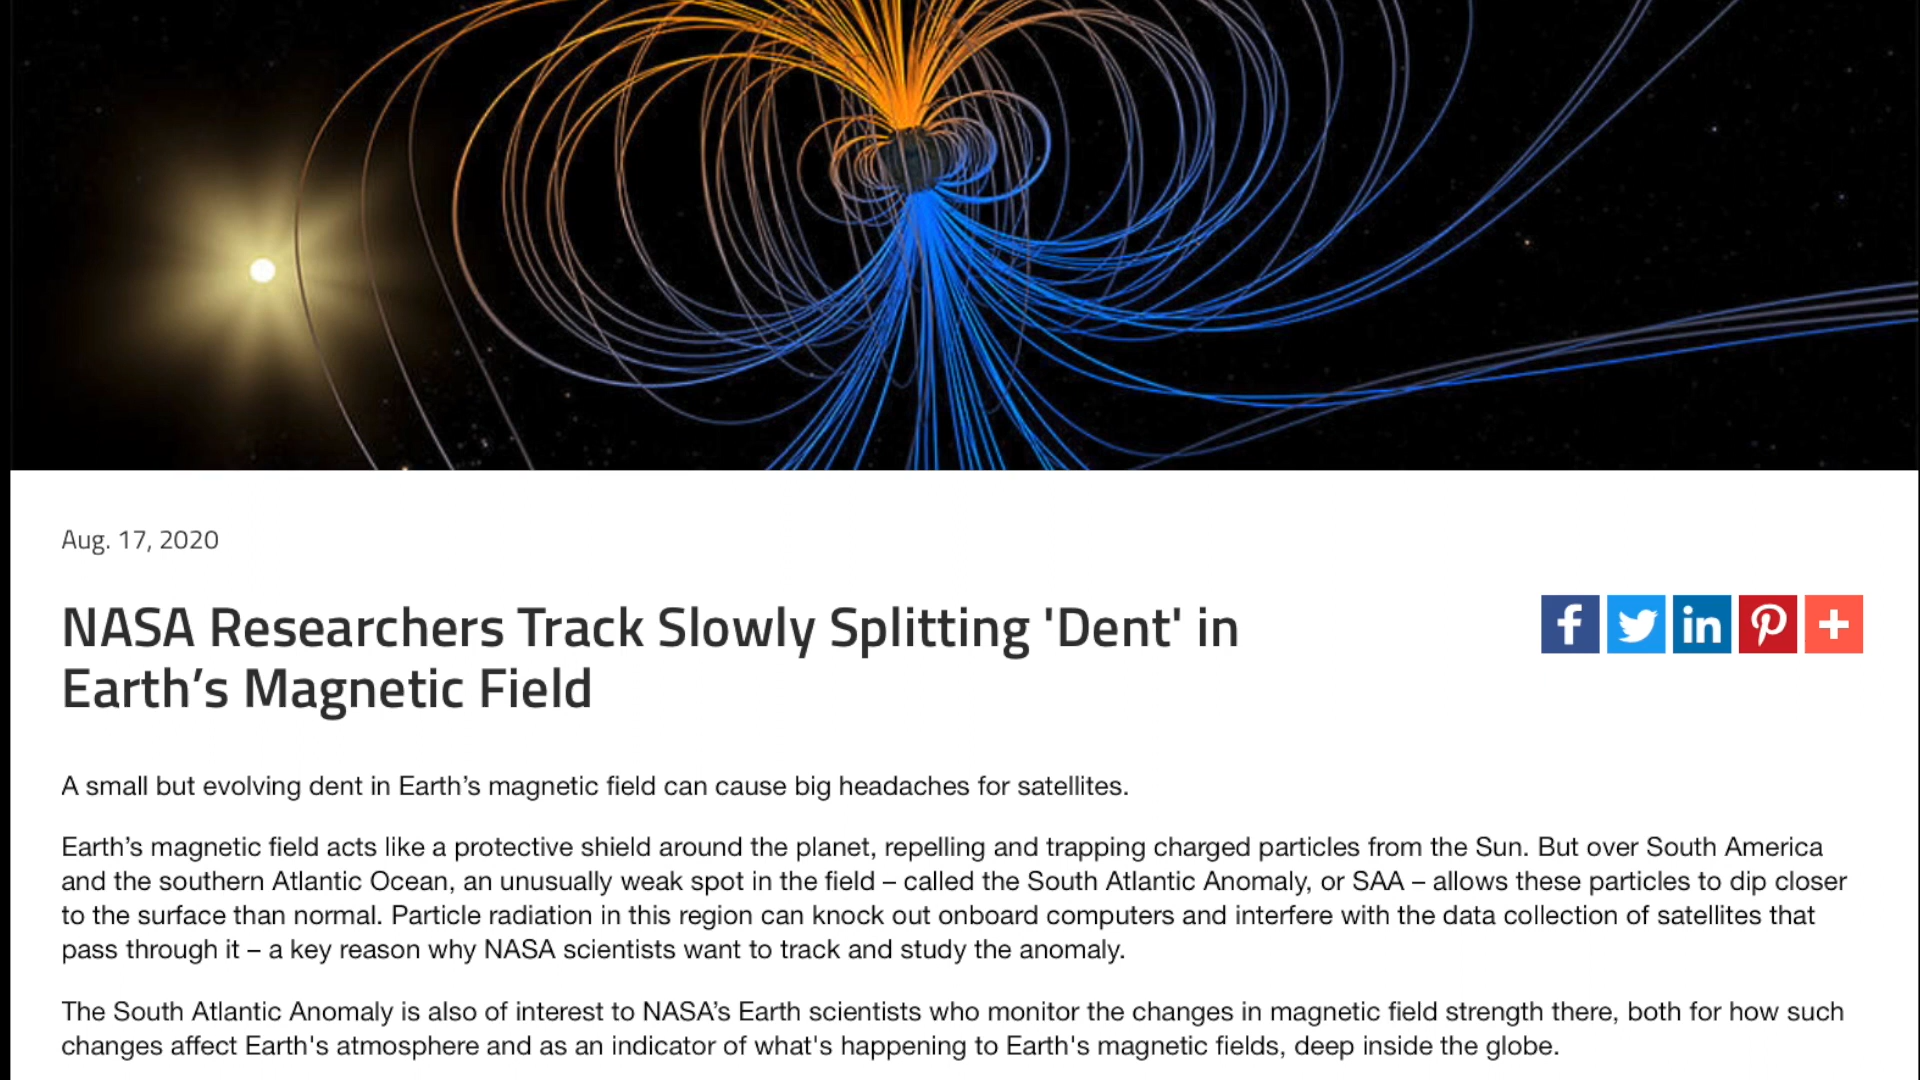 Aug. 17, 2020
NASA Researchers Track Slowly Splitting 'Dent' in
Earth’s Magnetic Field
A small but evolving dent in Earth’s magnetic field can cause big headaches for satellites.
Earth’s magnetic field acts like a protective shield around the planet, repelling and trapping charged particles from the Sun. But over South America
and the southern Atlantic Ocean, an unusually weak spot in the field – called the South Atlantic Anomaly, or SAA – allows these particles to dip closer
to the surface than normal. Particle radiation in this region can knock out onboard computers and interfere with the data collection of satellites that
pass through it – a key reason why NASA scientists want to track and study the anomaly.
The South Atlantic Anomaly is also of interest to NASA’s Earth scientists who monitor the changes in magnetic field strength there, both for how such
changes affect Earth's atmosphere and as an indicator of what's happening to Earth's magnetic fields, deep inside the globe.